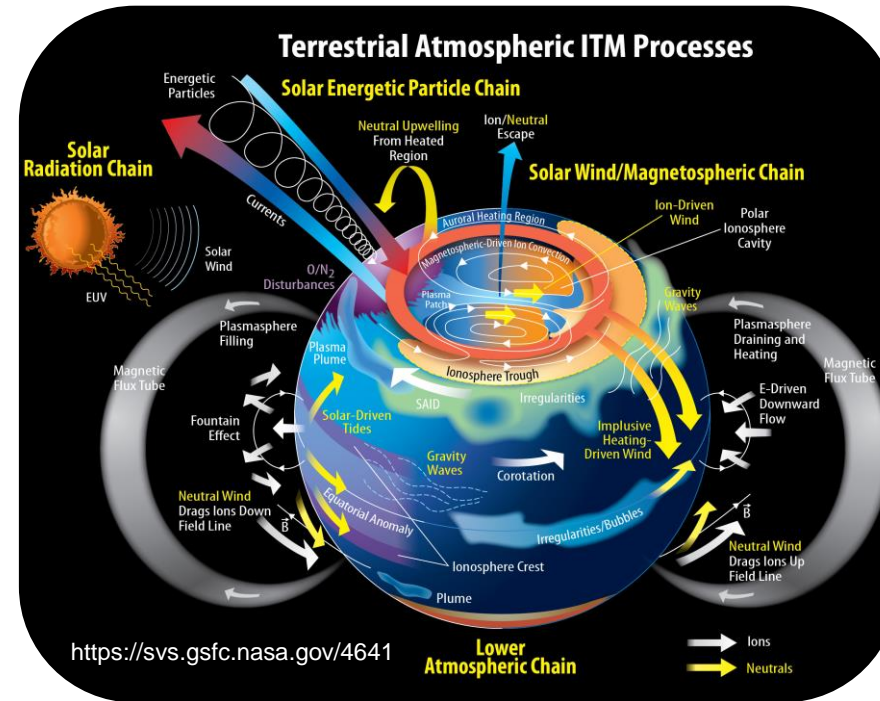 Terrestrial Atmospheric ITM Processes
Energetic
Particles
Solar Energetic Particle Chain
Solar
Radiation Chain
Neutral Upwelling
From Heated
Region
Ion/Neutral
Escape
Solar Wind/Magnetospheric Chain
Currents
Solar
Wind
EUV
O/N2
Disturbances
Auroral Heating Region
Magnetospheric-Driven Ion Convection
Ion-Driven
Wind
Polar
Ionosphere
Cavity
Plasma
Patch
Gravity
Waves
Plasmasphere
Filling
Plasma
Plume
Ionosphere Trough
SAID
Irregularities
Plasmasphere
Draining and
Heating
Magnetic
Flux Tube
Magnetic
Flux Tube
Fountain
Effect
Solar-Driven
Tides
Implusive
Heating-
Driven Wind
E-Driven
Downward
Flow
Gravity
Waves
Corotation
Neutral Wind
Drags Ions Down
Field Line
B
Equatorial Anomaly
Irregularities/Bubbles
B
Neutral Wind
Drags Ions Up
Field Line
Ionosphere Crest
Plume
Lower
Atmospheric Chain
Ions
Neutrals
https://svs.gsfc.nasa.gov/4641